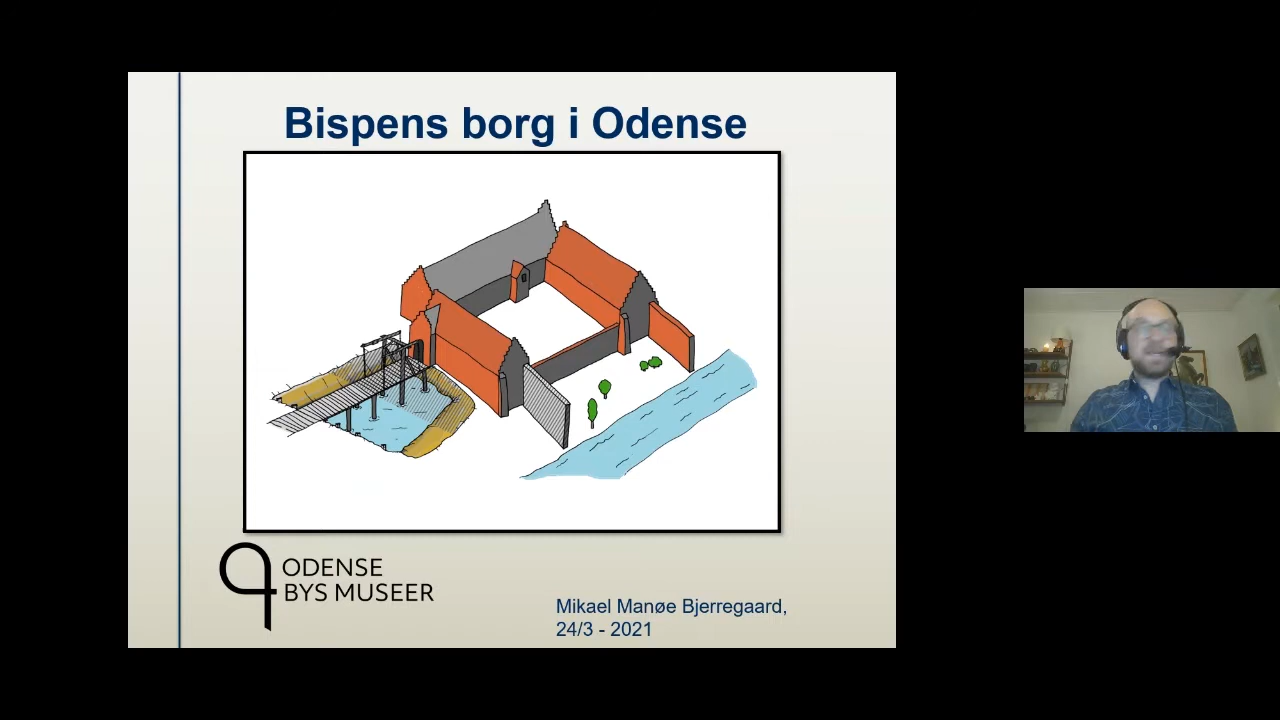 Bispens borg i Odense
ODENSE
BYS MUSEER
Mikael Manøe Bjerregaard,
24/3 - 2021